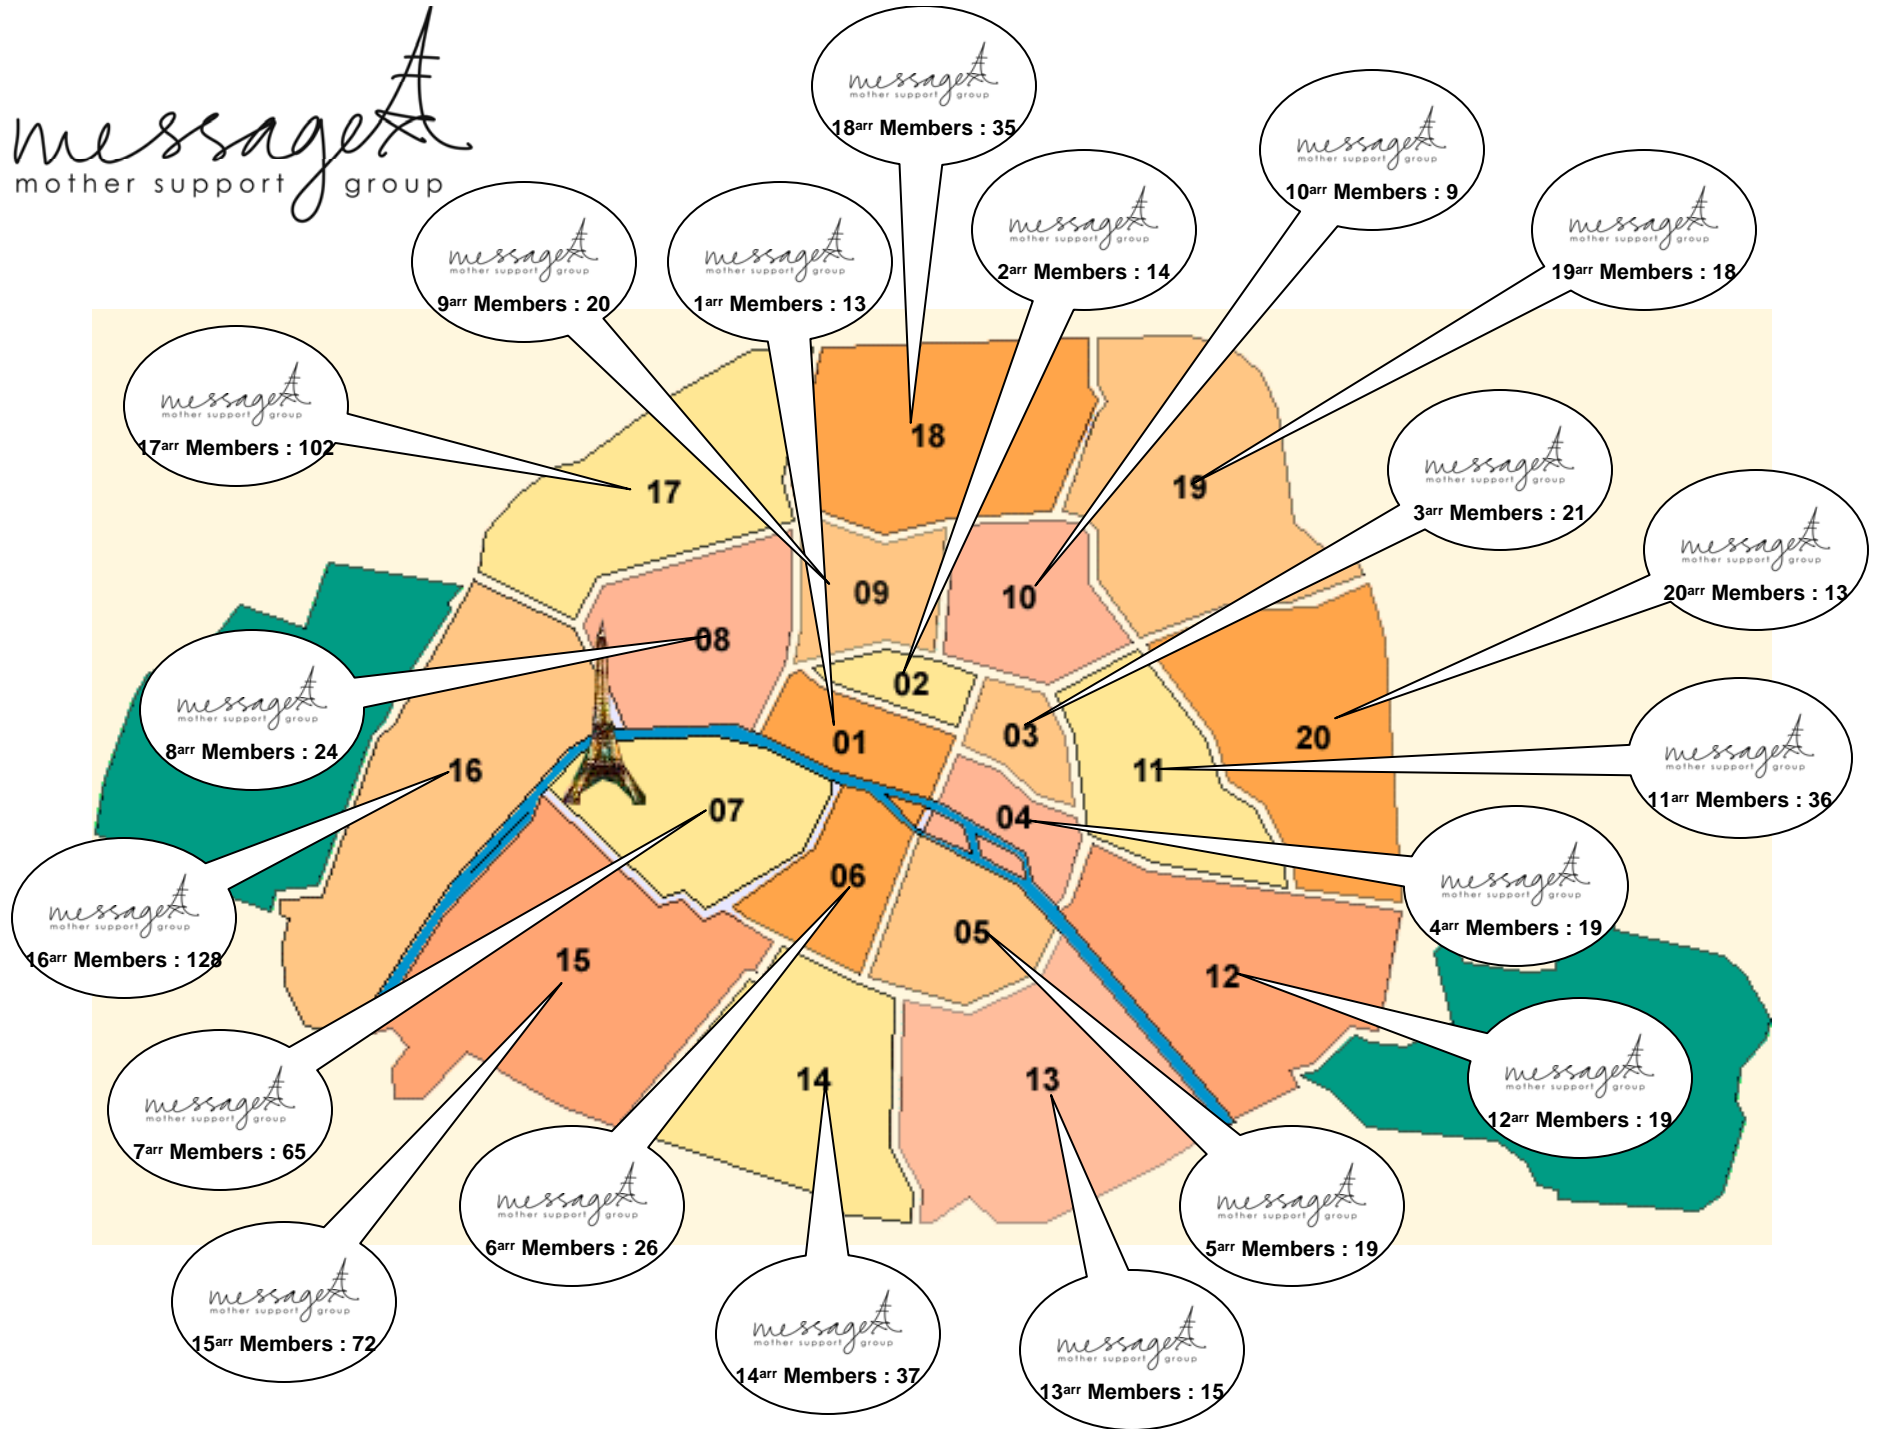 message
mother support group
message
mother support group
18arr Members : 35
message
mother support group
10arr Members : 9
message
mother support group
2arr Members : 14
message
mother support group
19arr Members : 18
message
mother support group
9arr Members : 20
message
mother support group
1arr Members : 13
message
mother support group
17arr Members : 102
message
mother support group
3arr Members : 21
message
mother support group
20arr Members : 13
message
mother support group
8arr Members : 24
message
mother support group
11arr Members : 36
message
mother support group
4arr Members : 19
message
mother support group
16arr Members : 128
message
mother support group
12arr Members : 19
message
mother support group
7arr Members : 65
message
mother support group
6arr Members : 26
message
mother support group
5arr Members : 19
message
mother support group
15arr Members : 72
message
mother support group
14arr Members : 37
message
mother support group
13arr Members : 15
18
17
19
09
10
08
02
01
03
20
16
11
07
04
06
05
15
12
14
13